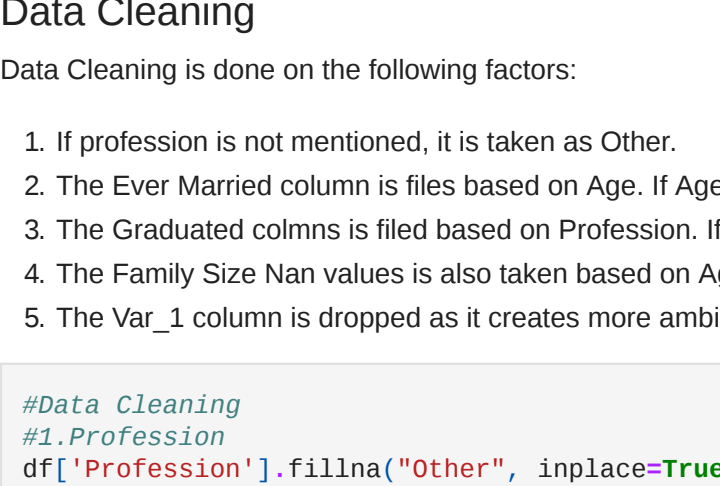 Data Cleaning
Data Cleaning is done on the following factors:
1. If profession is not mentioned, it is taken as Other.
2. The Ever Married column is files based on Age. If Age
3. The Graduated colmns is filed based on Profession. If
4. The Family Size Nan values is also taken based on Ag
5. The Var_1 column is dropped as it creates more ambi
#Data Cleaning
#1.Profession
df['Profession'].fillna("Other", inplace=True